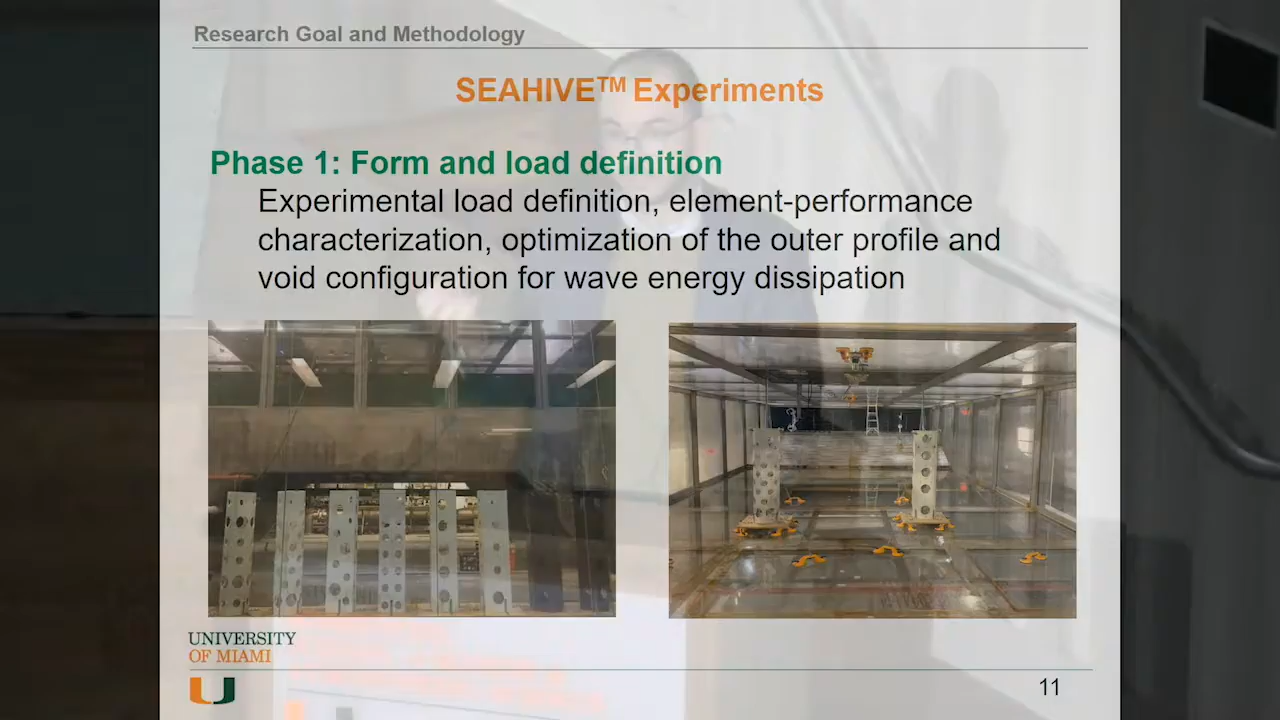 Research Goal and Methodology
SEAHIVE™ Experiments
Phase 1: Form and load definition
Experimental load definition, element-performance
characterization, optimization of the outer profile and
void configuration for wave energy dissipation
UNIVERSITY
OF MIAMI
11